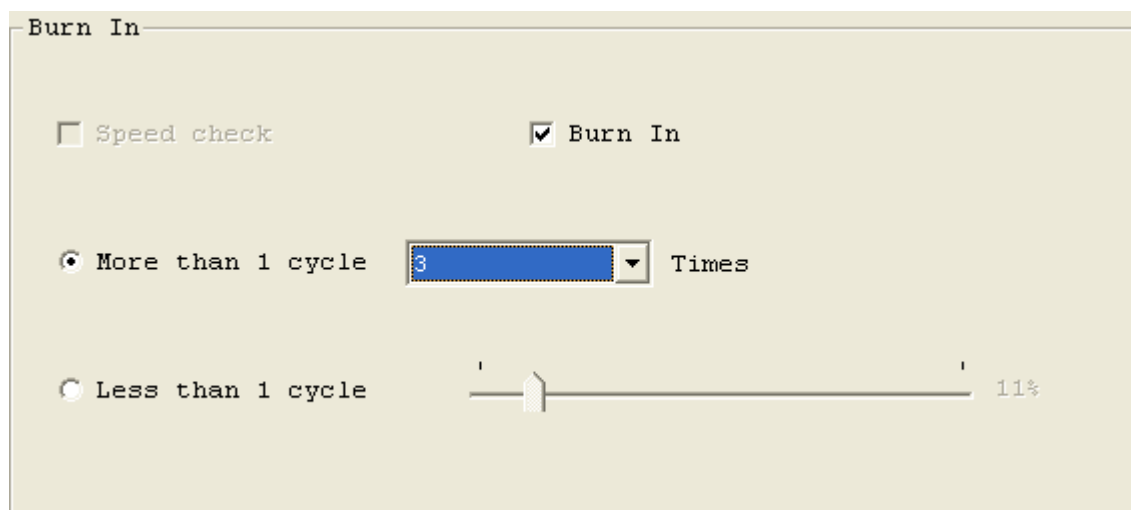 Burn In
Speed check Burn In
More than 1 cycle 3 Times
Less than 1 cycle 11%